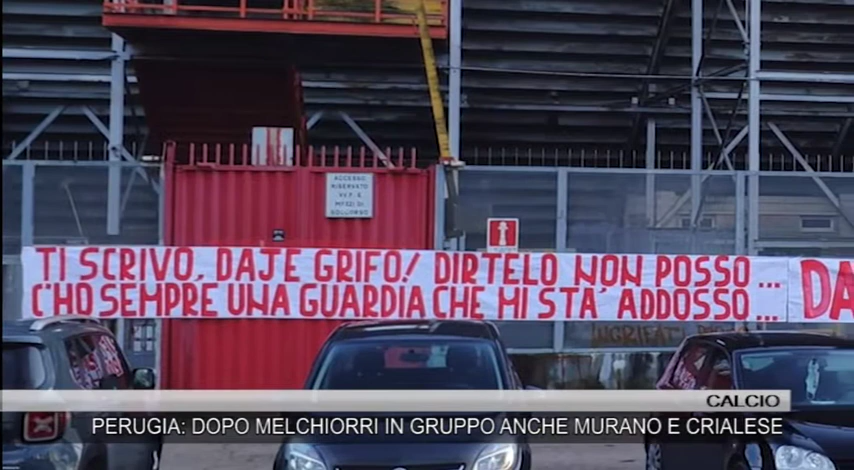 ACCESSO
RISERVATO
VV.F. E
MEZZI DI
SOCCORSO
TI SCRIVO, DAJE GRIFO! DIRTELO NON POSSO...
C'HO SEMPRE UNA GUARDIA CHE MI STA' ADDOSSO...
DA
CALCIO
PERUGIA: DOPO MELCHIORRI IN GRUPPO ANCHE MURANO E CRIALESE